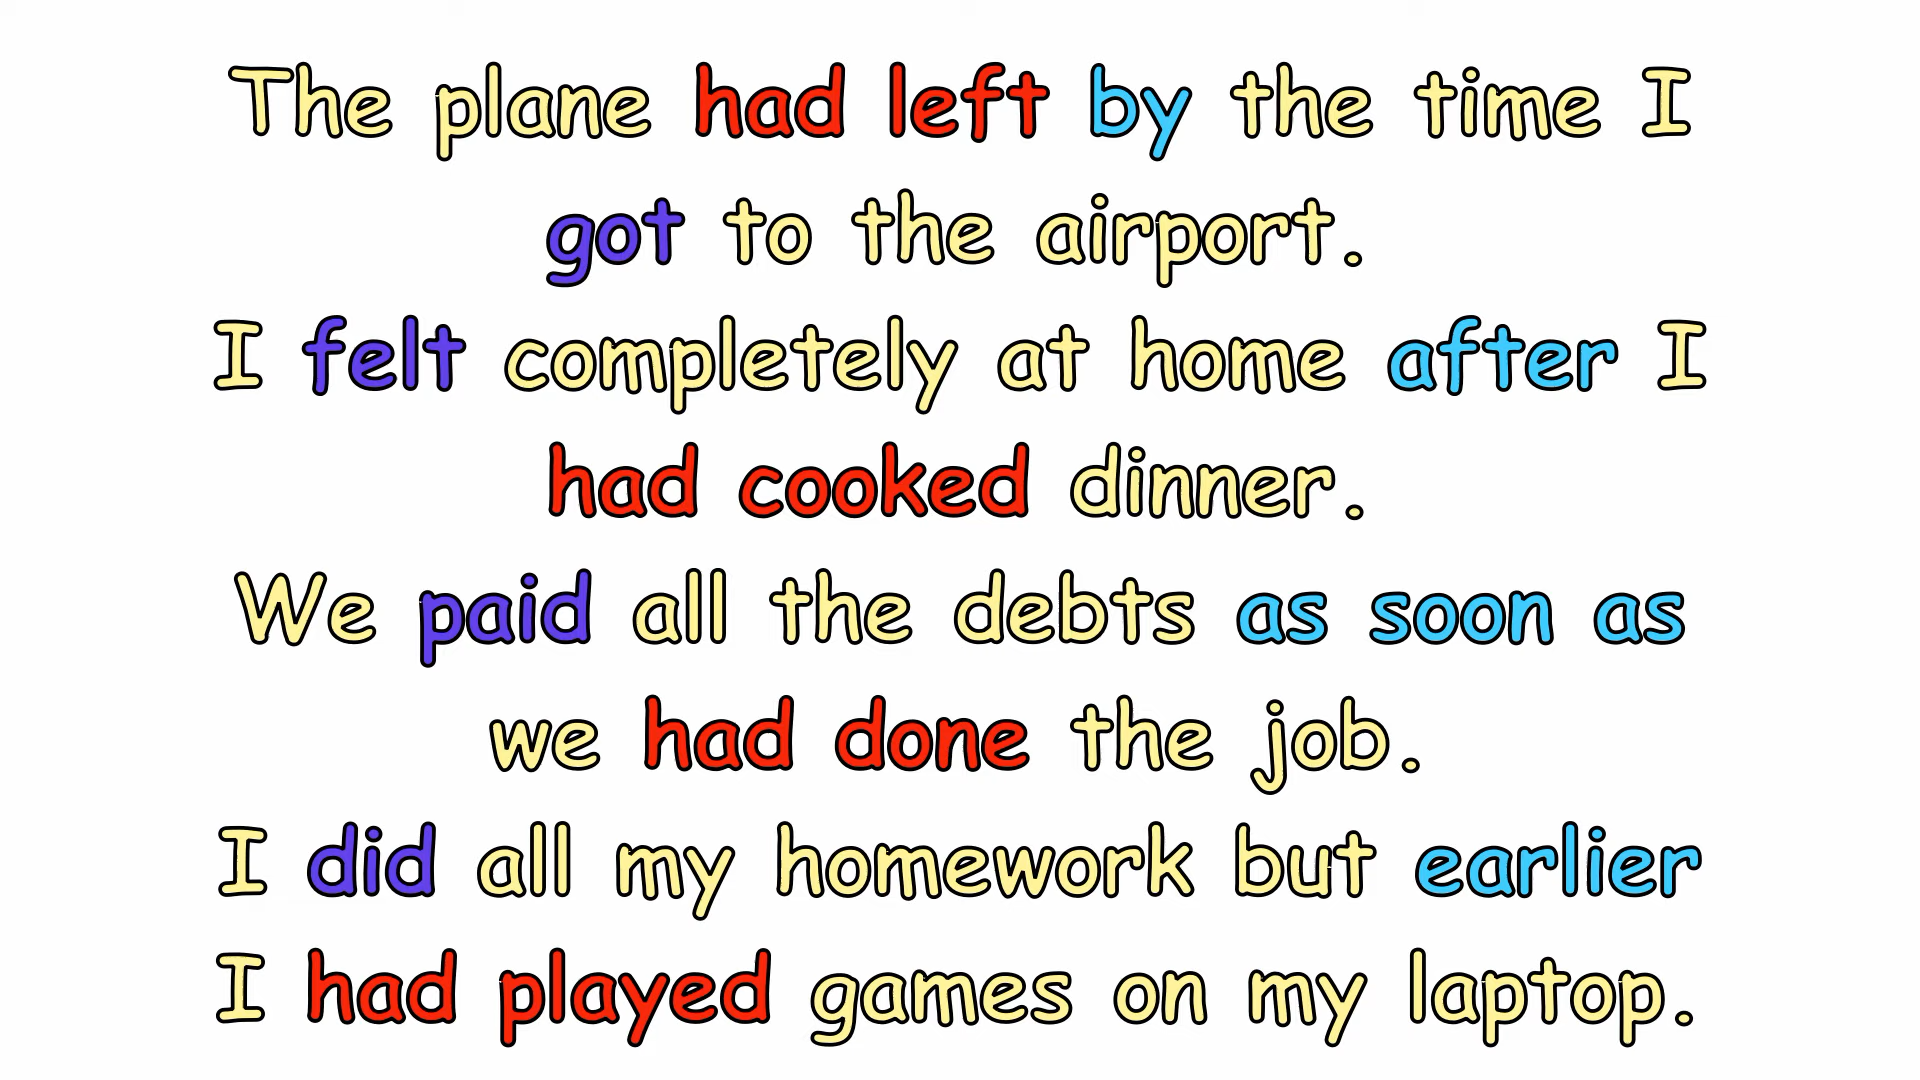 The plane had left by the time I
got to the airport.
I felt completely at home after I
had cooked dinner.
We paid all the debts as soon as
we had done the job.
I did all my homework but earlier
I had played games on my laptop.